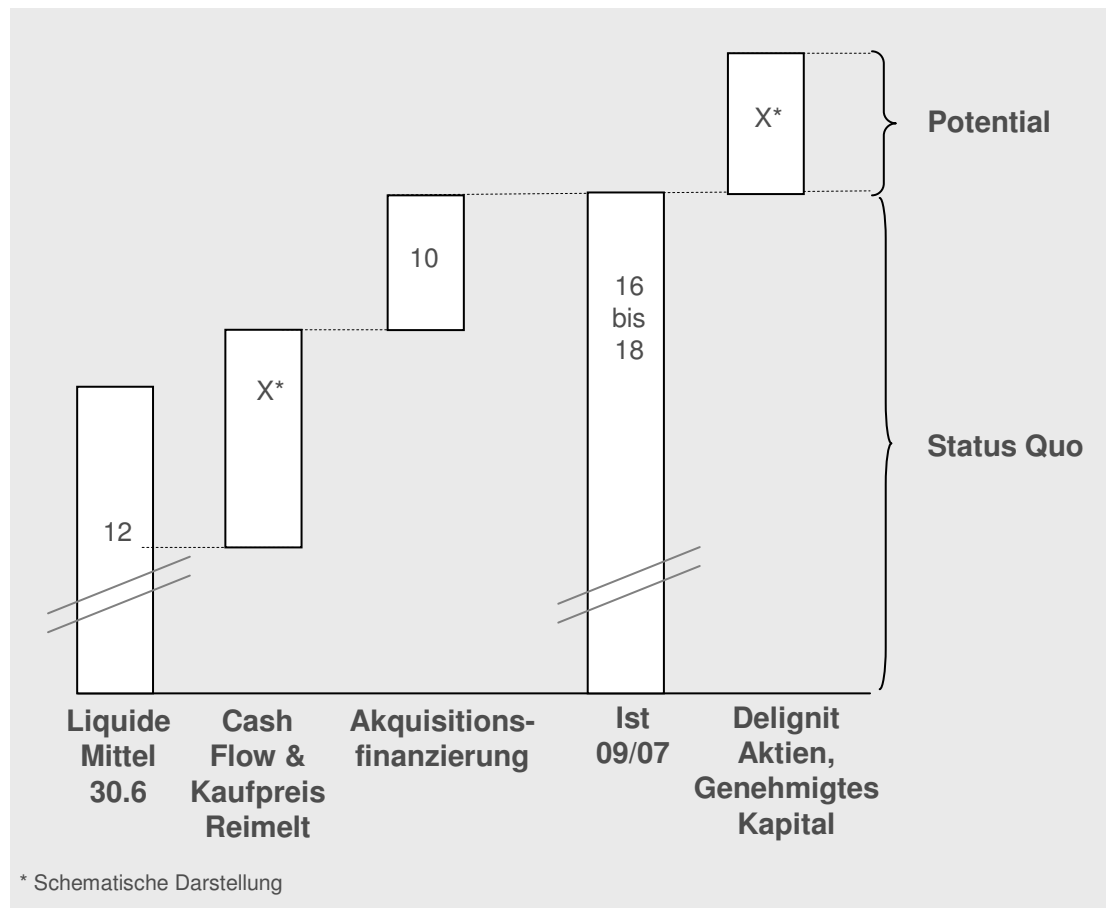 X*
Potential
10
16
bis
18
X*
Status Quo
12
Liquide
Mittel
30.6
Cash
Flow &
Kaufpreis
Reimelt
Akquisitions-
finanzierung
Ist
09/07
Delignit
Aktien,
Genehmigtes
Kapital
* Schematische Darstellung